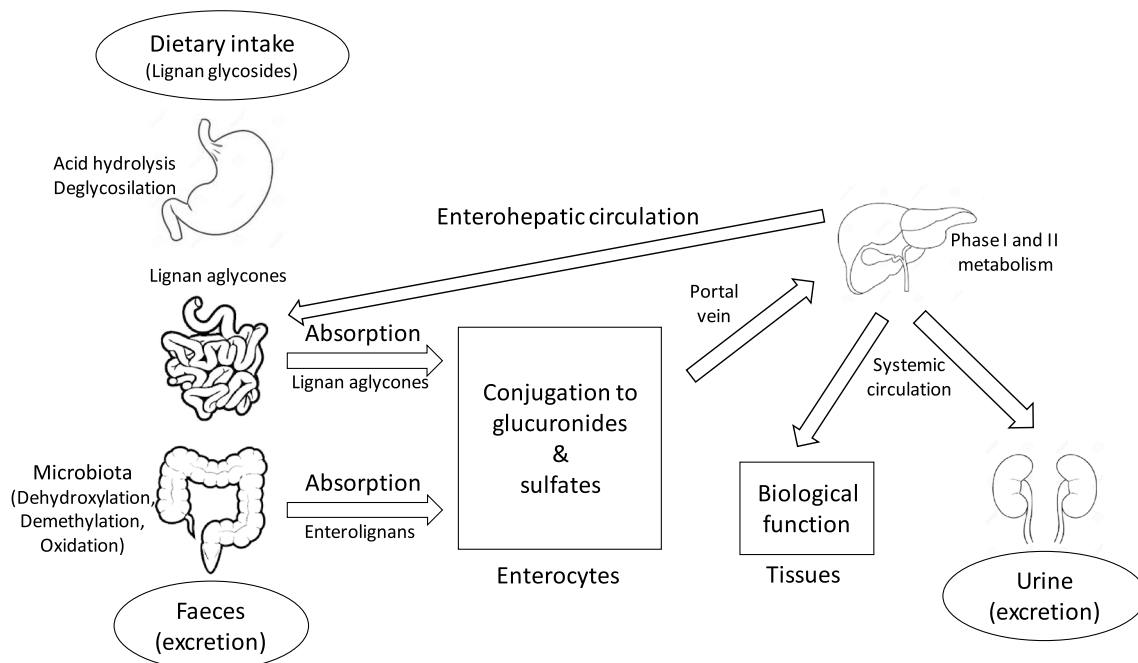 Dietary intake
(Lignan glycosides)
Acid hydrolysis
Deglycosilation
Lignan aglycones
Enterohepatic circulation
Phase I and II
metabolism
Portal
vein
Absorption
Lignan aglycones
Conjugation to
glucuronides
&
sulfates
Enterocytes
Systemic
circulation
Microbiota
(Dehydroxylation,
Demethylation,
Oxidation)
Absorption
Enterolignans
Biological
function
Tissues
Faeces
(excretion)
Urine
(excretion)